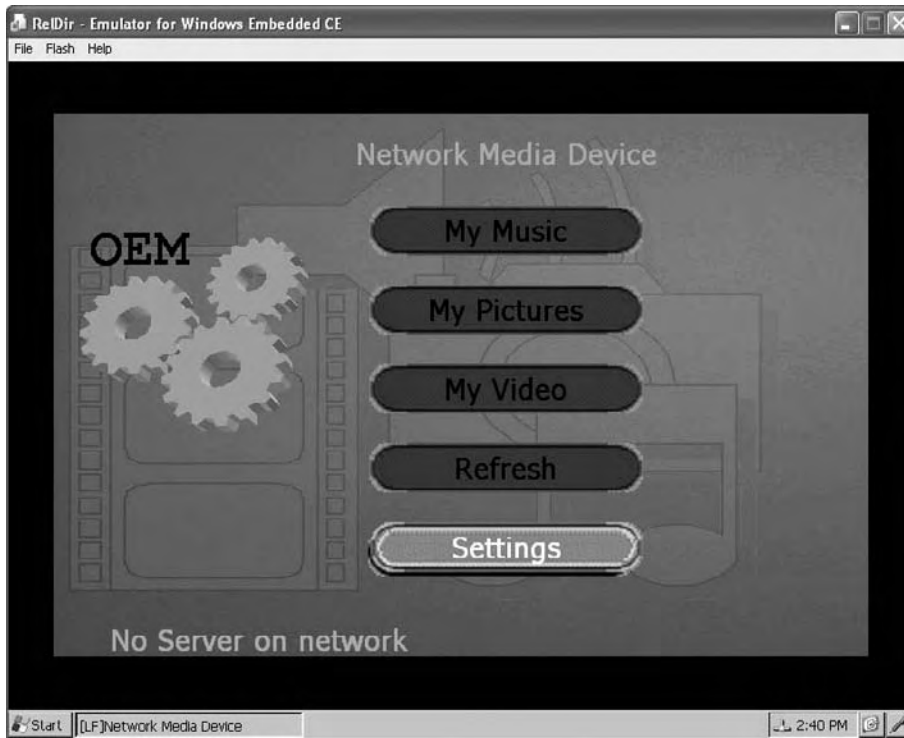 RelDir - Emulator for Windows Embedded CE
File Flash Help
Network Media Device
OEM
My Music
My Pictures
My Video
Refresh
Settings
No Server on network
Start [LF]Network Media Device 2:40 PM